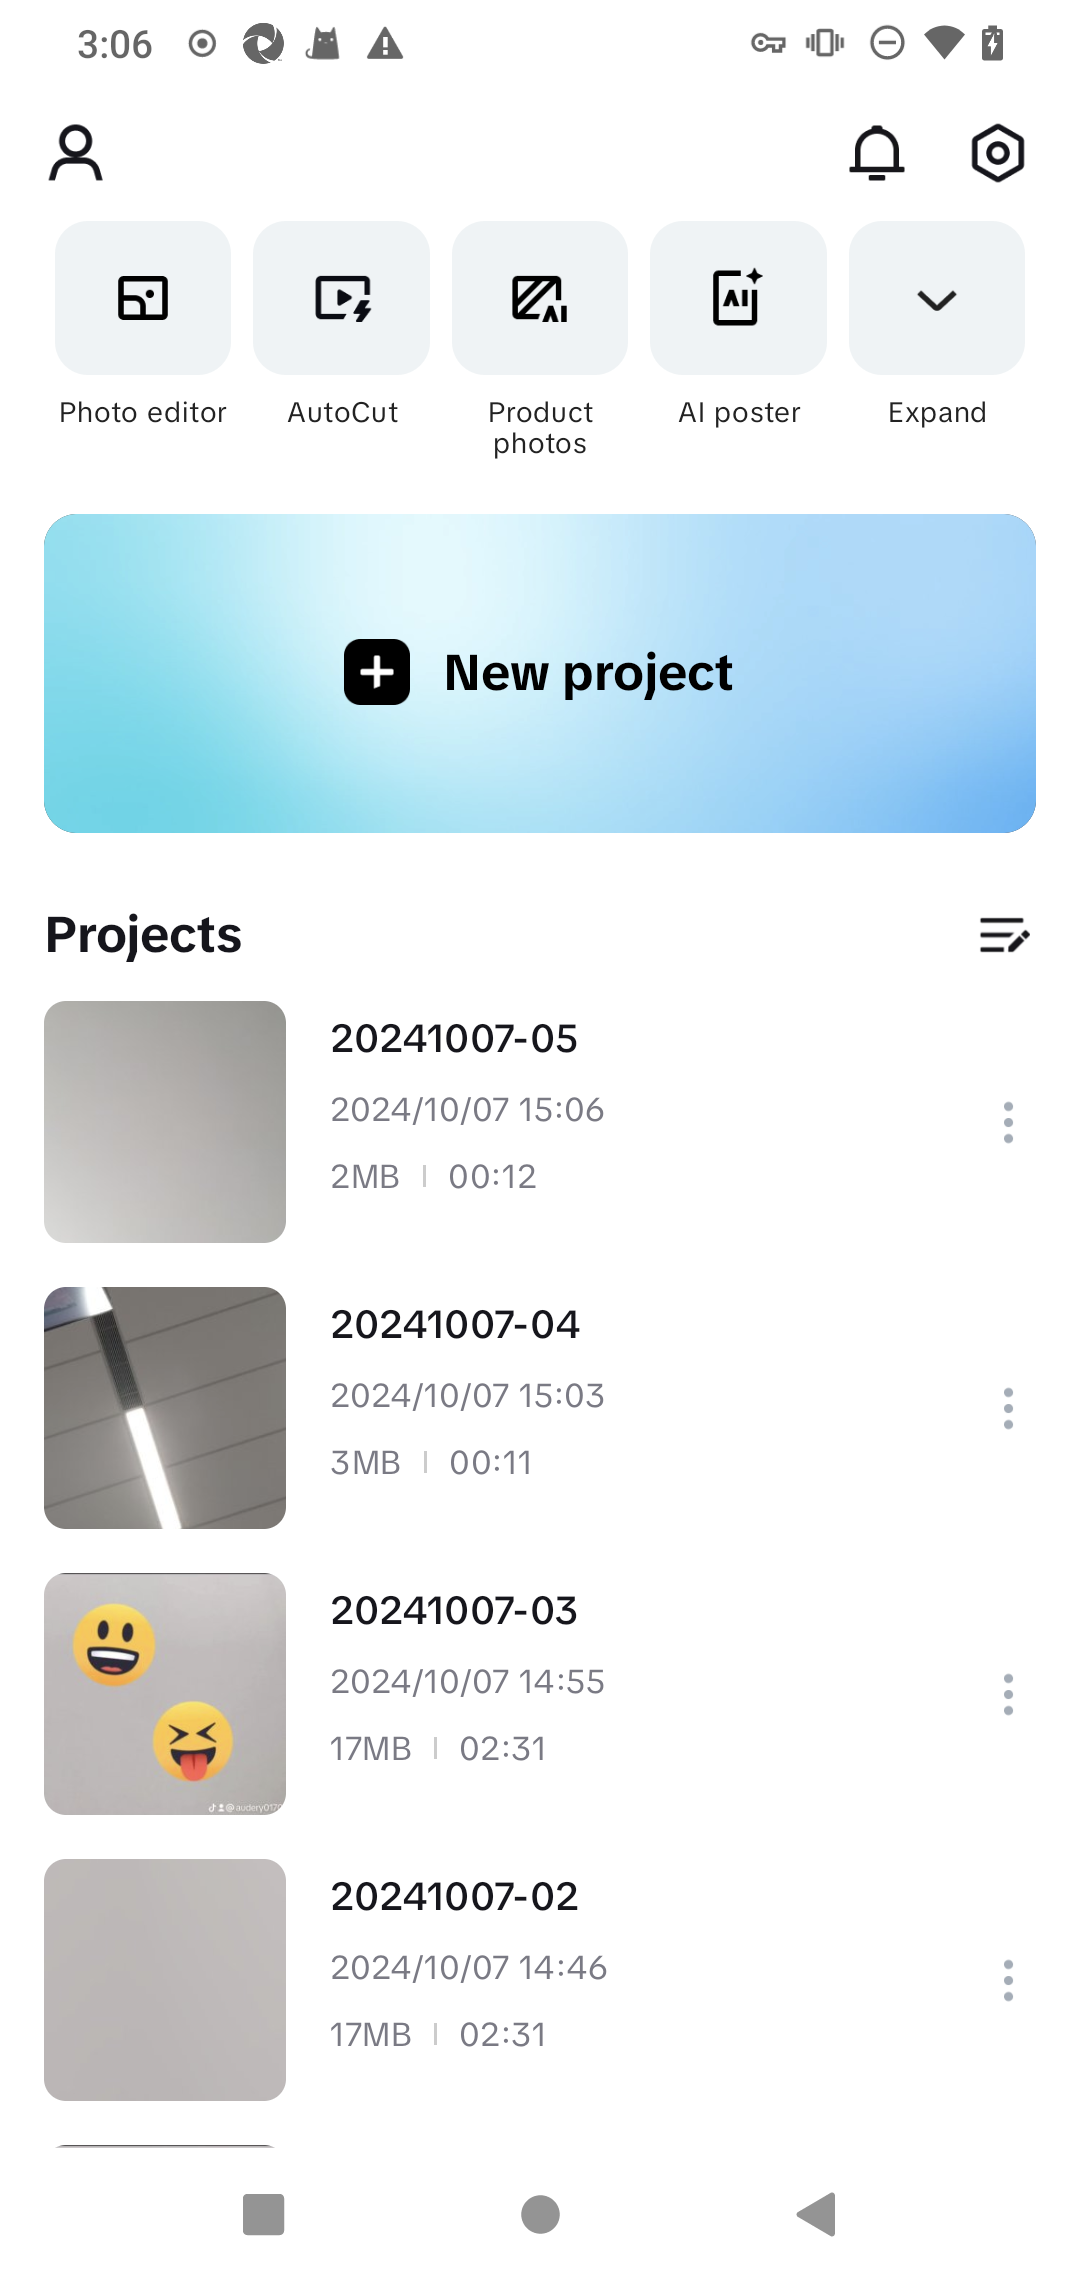 3:06
Photo editor
AutoCut
Product
photos
AI
AI poster
Expand
New project
Projects
20241007-05
2024/10/07 15:06
2MB | 00:12
20241007-04
2024/10/07 15:03
3MB | 00:11
20241007-03
2024/10/07 14:55
17MB | 02:31
20241007-02
2024/10/07 14:46
17MB | 02:31